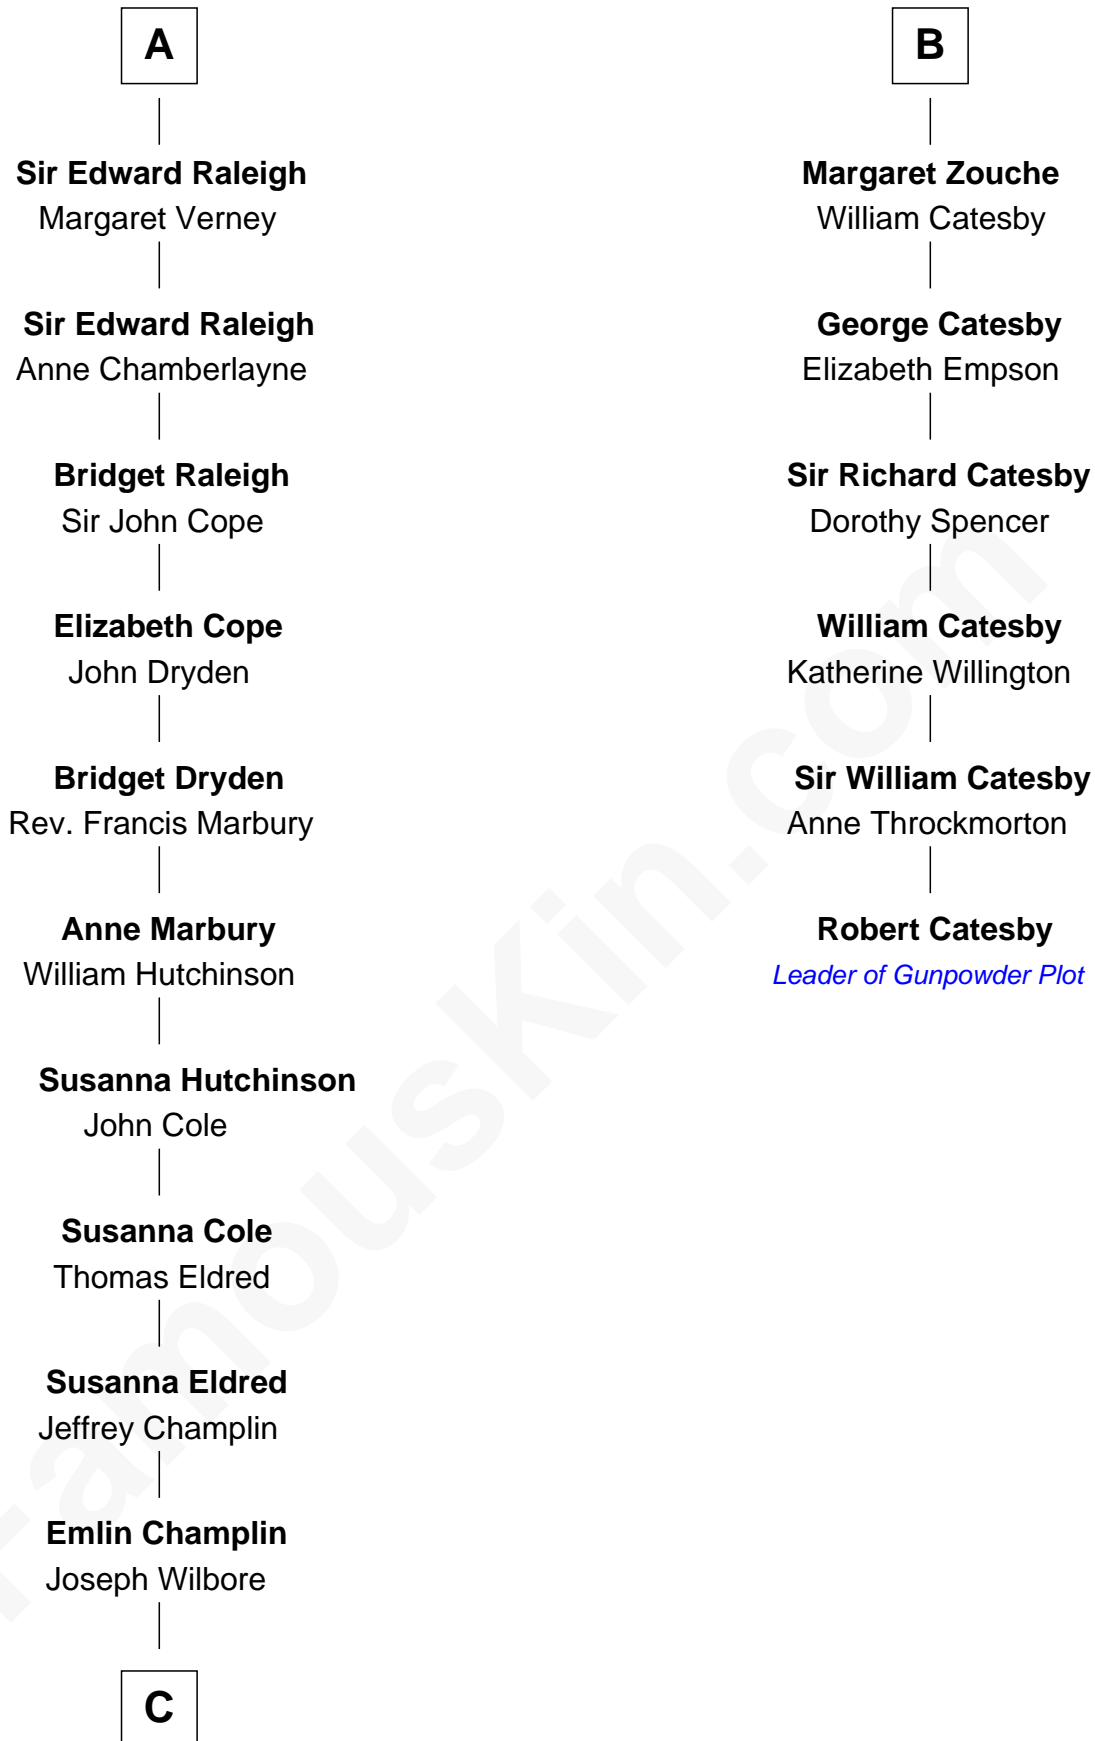 A
Sir Edward Raleigh
Margaret Verney
Sir Edward Raleigh
Anne Chamberlayne
Bridget Raleigh
Sir John Cope
Elizabeth Cope
John Dryden
Bridget Dryden
Rev. Francis Marbury
Anne Marbury
William Hutchinson
Susanna Hutchinson
John Cole
Susanna Cole
Thomas Eldred
Susanna Eldred
Jeffrey Champlin
Emlin Champlin
Joseph Wilbore
C
B
Margaret Zouche
William Catesby
George Catesby
Elizabeth Empson
Sir Richard Catesby
Dorothy Spencer
William Catesby
Katherine Willington
Sir William Catesby
Anne Throckmorton
Robert Catesby
Leader of Gunpowder Plot
FamousKin.com